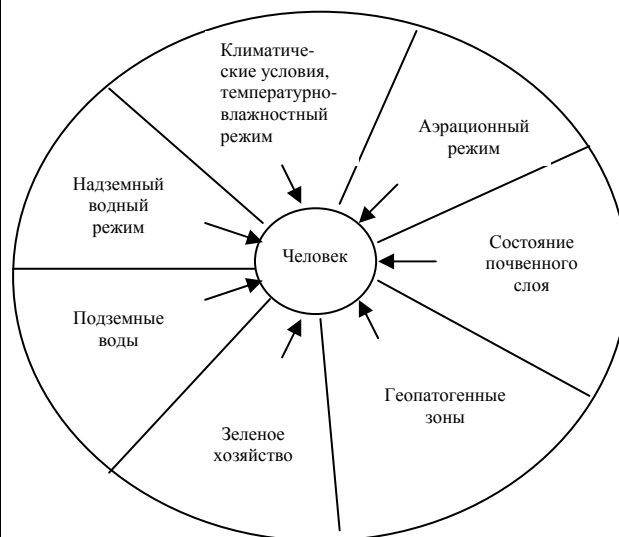 Климатиче-
ские условия,
температурно-
влажностный
режим
Аэрационный
режим
Надземный
водный
режим
Человек
Состояние
почвенного
слоя
Подземные
воды
Геопатогенные
зоны
Зеленое
хозяйство